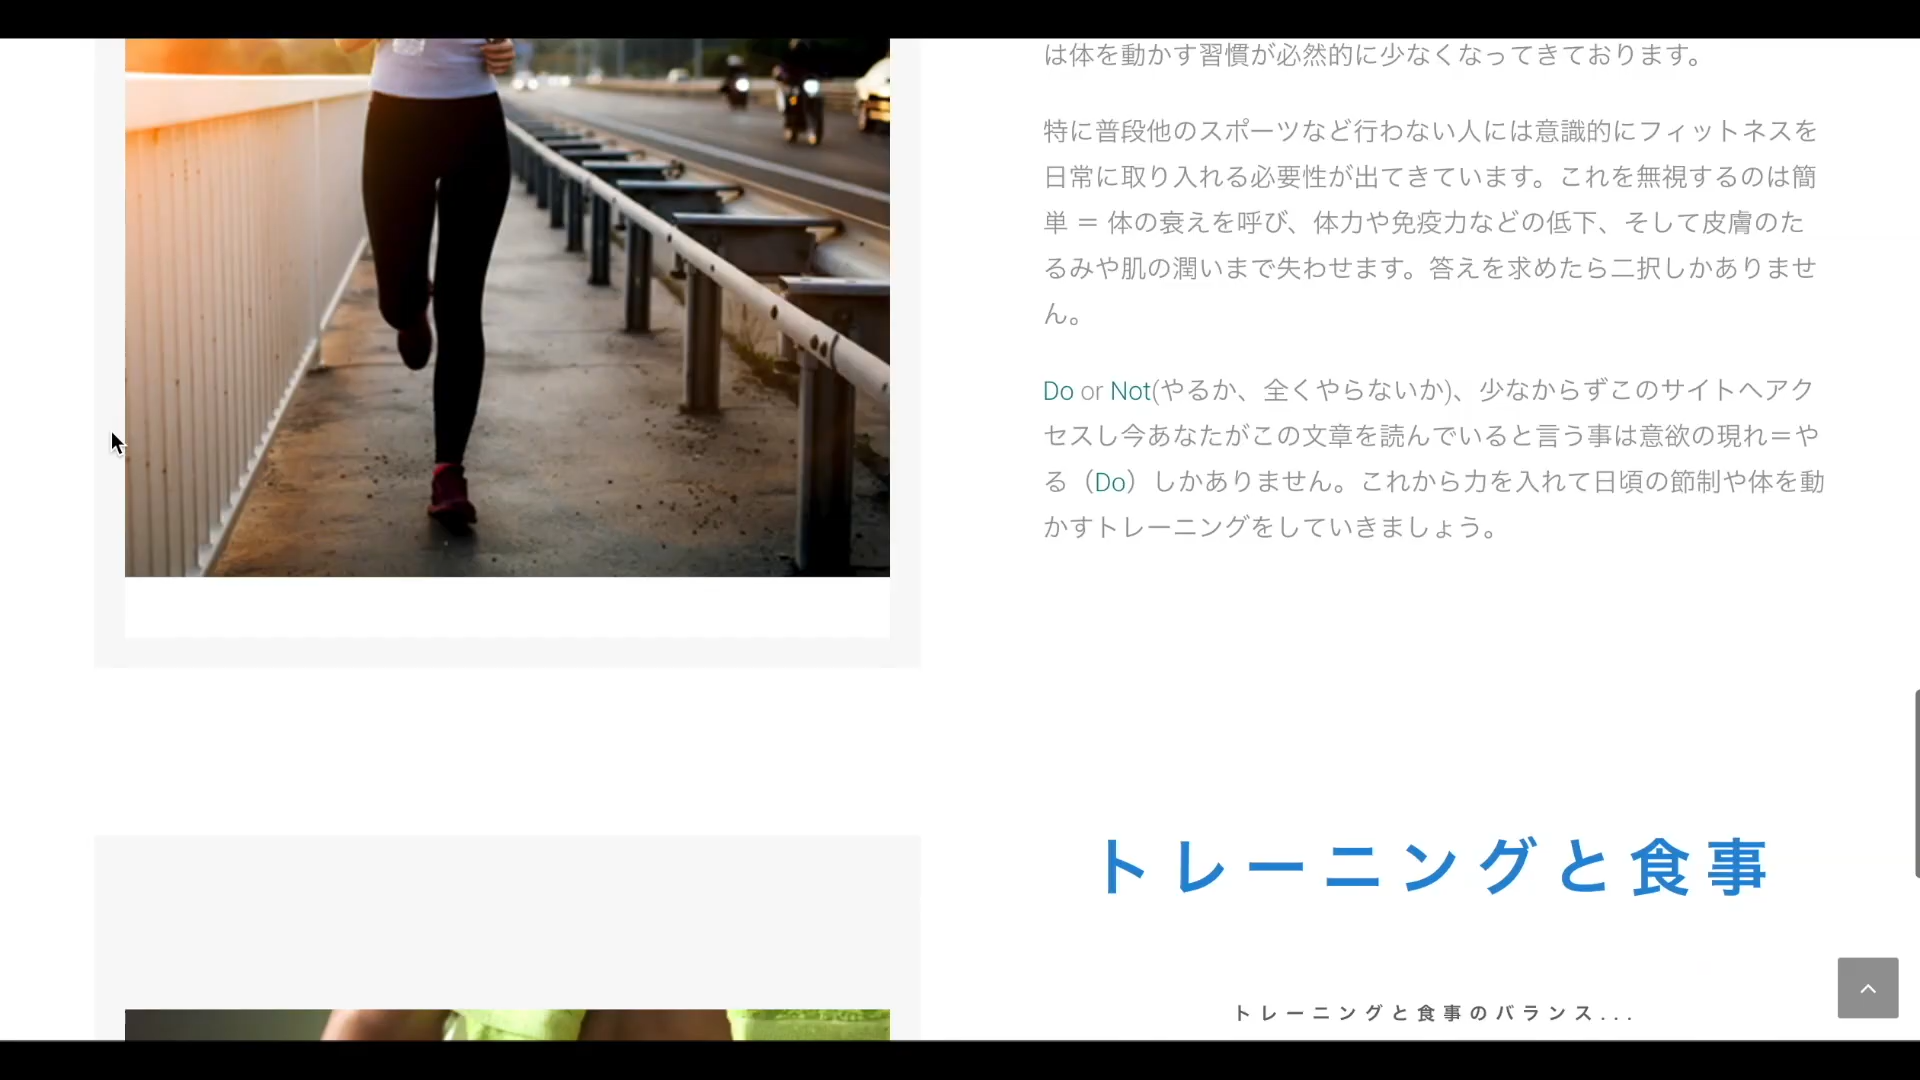 は体を動かす習慣が必然的に少なくなってきております。
特に普段他のスポーツなど行わない人には意識的にフィットネスを
日常に取り入れる必要性が出てきています。これを無視するのは簡
単 = 体の衰えを呼び、体力や免疫力などの低下、そして皮膚のた
るみや肌の潤いまで失わせます。答えを求めたら二択しかありませ
ん。
Do or Not(やるか、全くやらないか)、少なからずこのサイトへアク
セスし今あなたがこの文章を読んでいると言う事は意欲の現れ＝や
る（Do）しかありません。これから力を入れて日頃の節制や体を動
かすトレーニングをしていきましょう。
トレーニングと食事
トレーニングと食事のバランス...